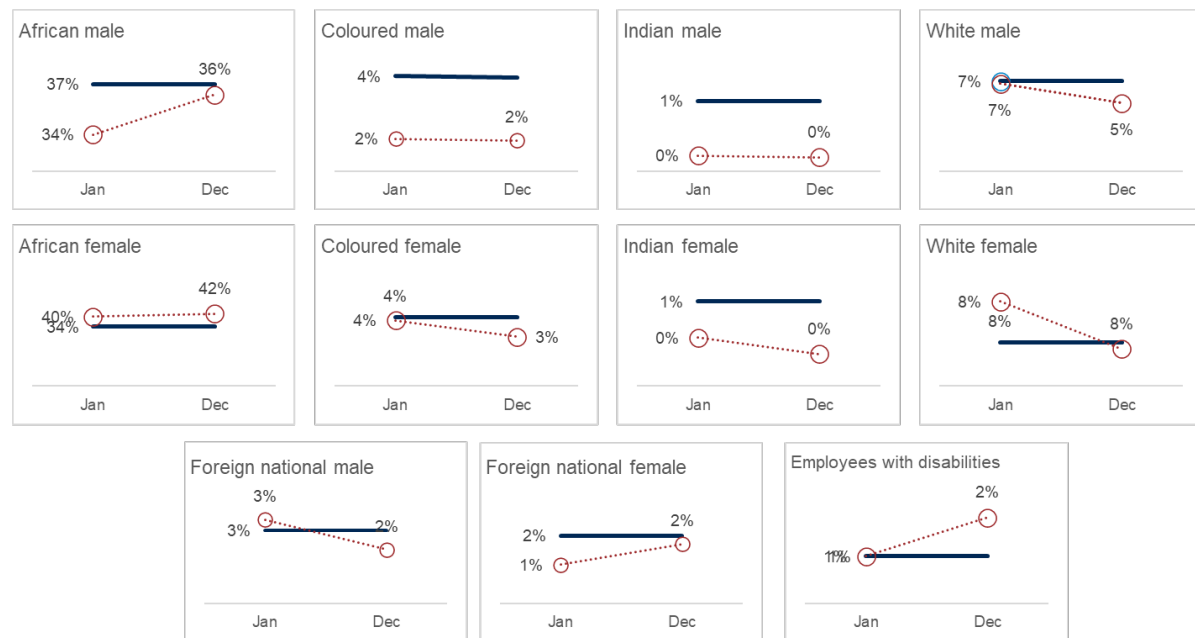 African male
37%
36%
34%
Jan Dec
Coloured male
4%
2%
2%
Jan Dec
Indian male
1%
0%
0%
Jan Dec
White male
7%
7%
5%
Jan Dec
African female
42%
40%
34%
Jan Dec
Coloured female
4%
4%
3%
Jan Dec
Indian female
1%
0%
0%
Jan Dec
White female
8%
8%
8%
Jan Dec
Foreign national male
3%
3%
2%
Jan Dec
Foreign national female
2%
2%
1%
Jan Dec
Employees with disabilities
2%
1%
1%
Jan Dec